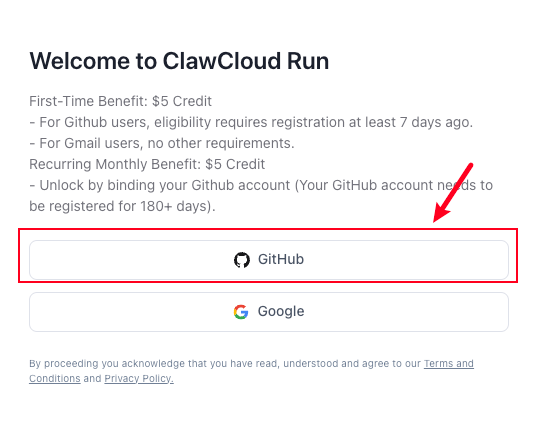 Welcome to ClawCloud Run
First-Time Benefit: $5 Credit
- For Github users, eligibility requires registration at least 7 days ago.
- For Gmail users, no other requirements.
Recurring Monthly Benefit: $5 Credit
- Unlock by binding your Github account (Your GitHub account needs to
be registered for 180+ days).
GitHub
Google
By proceeding you acknowledge that you have read, understood and agree to our Terms and
Conditions and Privacy Policy.